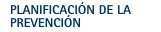 PLANIFICACIÓN DE LA
PREVENCIÓN